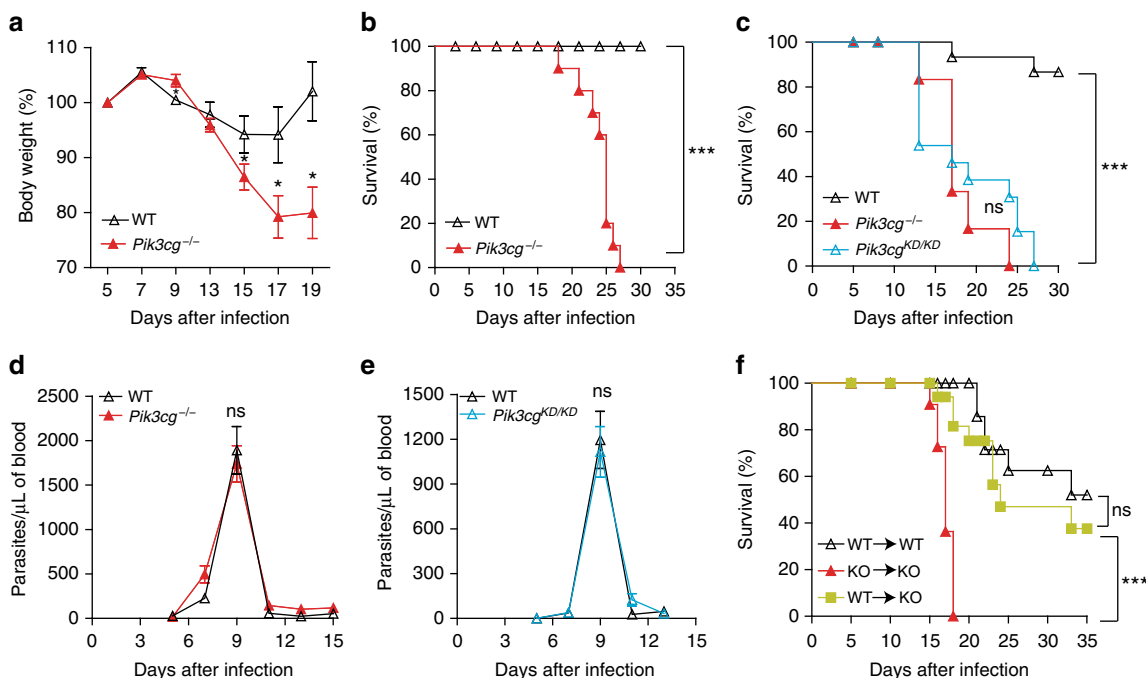 a
110
100
90
80
70
Body weight (%)
*
*
*
*
WT
Pik3cg−/−
5 7 9 13 15 17 19
Days after infection
b
100
80
60
40
20
0
Survival (%)
***
WT
Pik3cg−/−
0 5 10 15 20 25 30 35
Days after infection
c
100
80
60
40
20
0
Survival (%)
***
ns
WT
Pik3cg−/−
Pik3cgKD/KD
0 5 10 15 20 25 30
Days after infection
d
2500
2000
1500
1000
500
0
Parasites/μL of blood
WT
Pik3cg−/−
ns
0 3 6 9 12 15
Days after infection
e
1500
1200
900
600
300
0
Parasites/μL of blood
ns
WT
Pik3cgKD/KD
0 3 6 9 12 15
Days after infection
f
100
80
60
40
20
0
Survival (%)
ns
***
WT➤WT
KO➤KO
WT➤KO
0 5 10 15 20 25 30 35
Days after infection